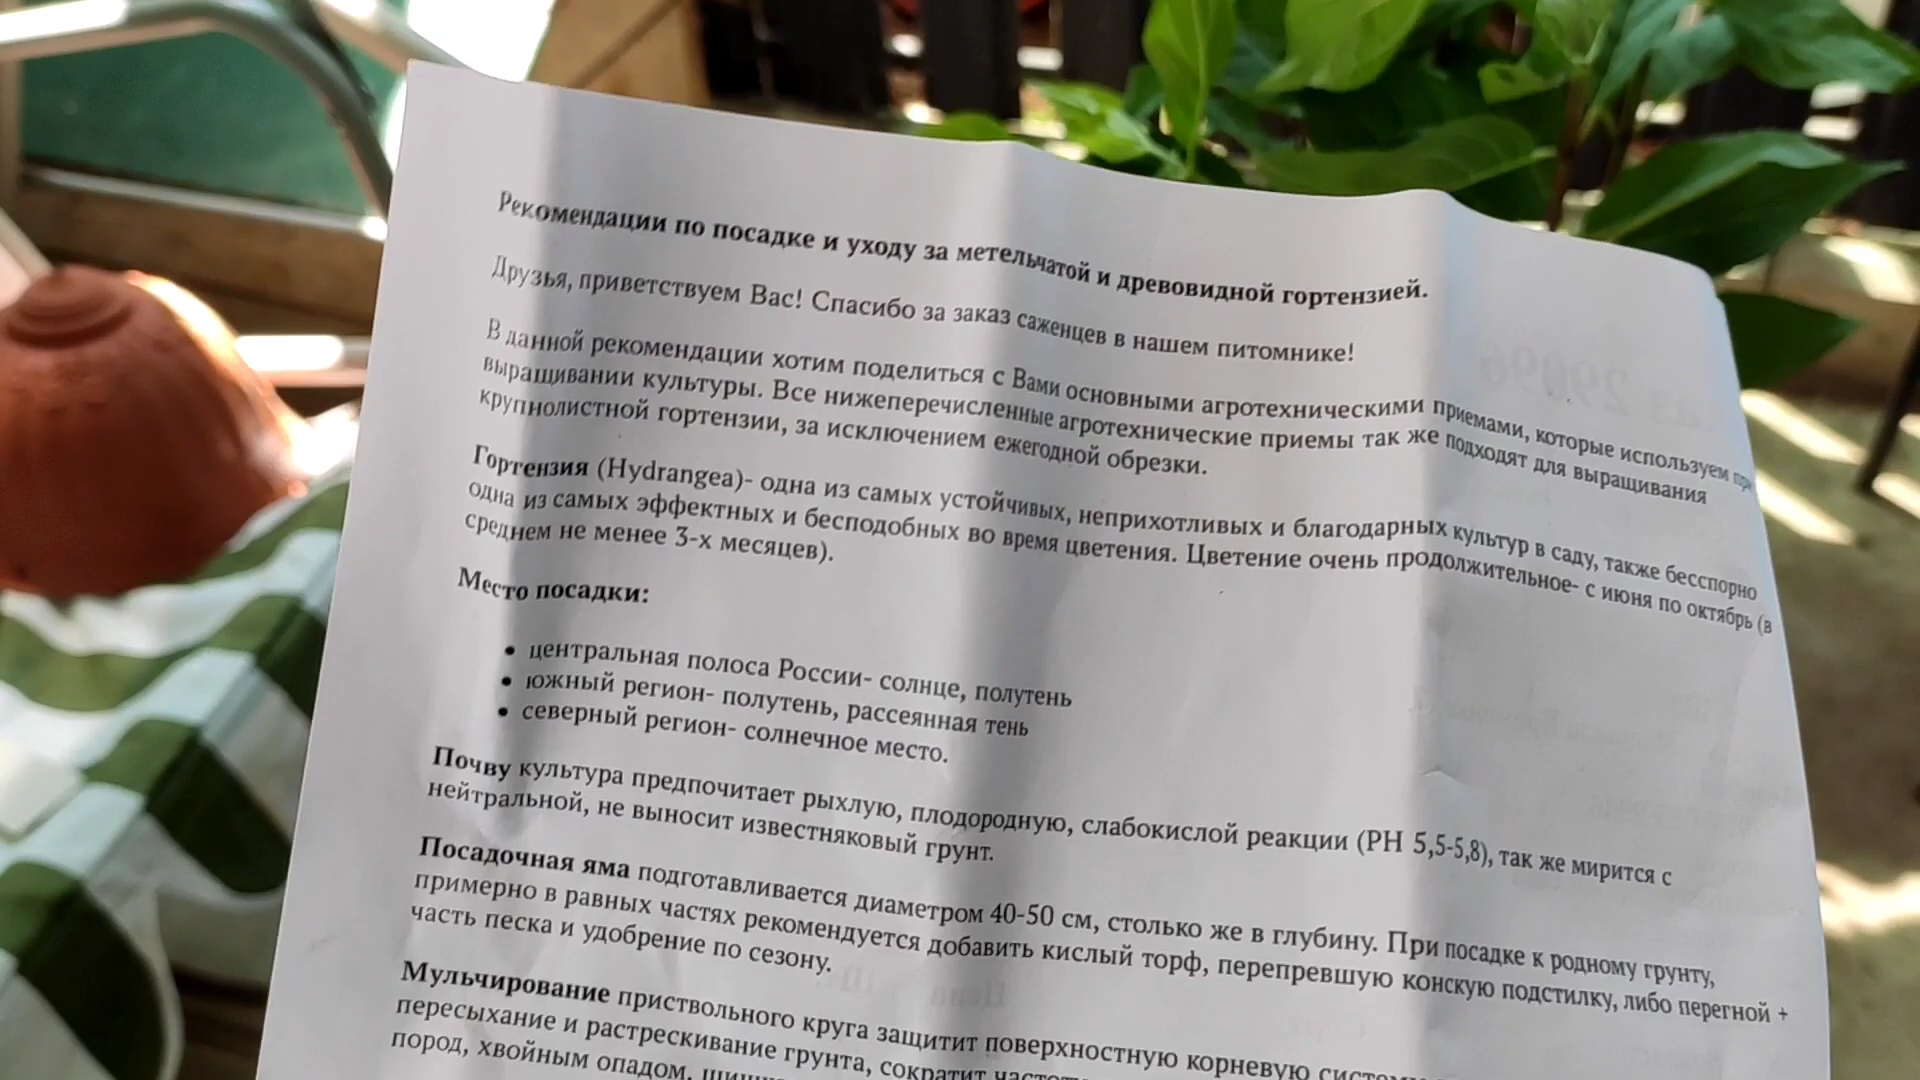 Рекомендации по посадке и уходу за метельчатой и древовидной гортензией.
Друзья, приветствуем Вас! Спасибо за заказ саженцев в нашем питомнике!
В данной рекомендации хотим поделиться с Вами основными агротехническими приемами, которые используем при
выращивании культуры. Все нижеперечисленные агротехнические приемы так же подходят для выращивания
крупнолистной гортензии, за исключением ежегодной обрезки.
Гортензия (Hydrangea)- одна из самых устойчивых, неприхотливых и благодарных культур в саду, также бесспорно
одна из самых эффектных и бесподобных во время цветения. Цветение очень продолжительное- с июня по октябрь (в
среднем не менее 3-х месяцев).
Место посадки:
• центральная полоса России- солнце, полутень
• южный регион- полутень, рассеянная тень
• северный регион- солнечное место.
Почву культура предпочитает рыхлую, плодородную, слабокислой реакции (РН 5,5-5,8), так же мирится с
нейтральной, не выносит известняковый грунт.
Посадочная яма подготавливается диаметром 40-50 см, столько же в глубину. При посадке к родному грунту,
примерно в равных частях рекомендуется добавить кислый торф, перепревшую конскую подстилку, либо перегной +
часть песка и удобрение по сезону.
Мульчирование приствольного круга защитит поверхностную корневую
пересыхание и растрескивание грунта, сократит
пород, хвойным опадом,